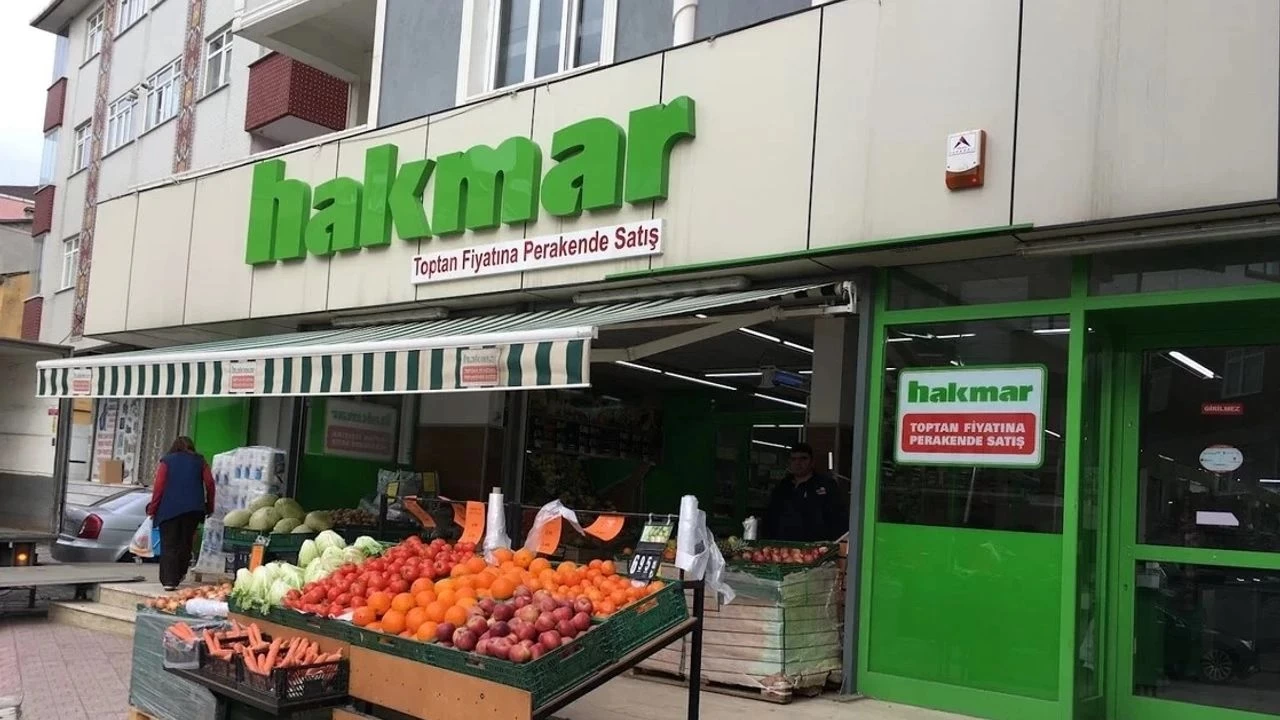 hakmar
Toptan Fiyatına Perakende Satış
hakmar
TOPTAN FİYATINA
PERAKENDE SATIŞ
GİRİLMEZ